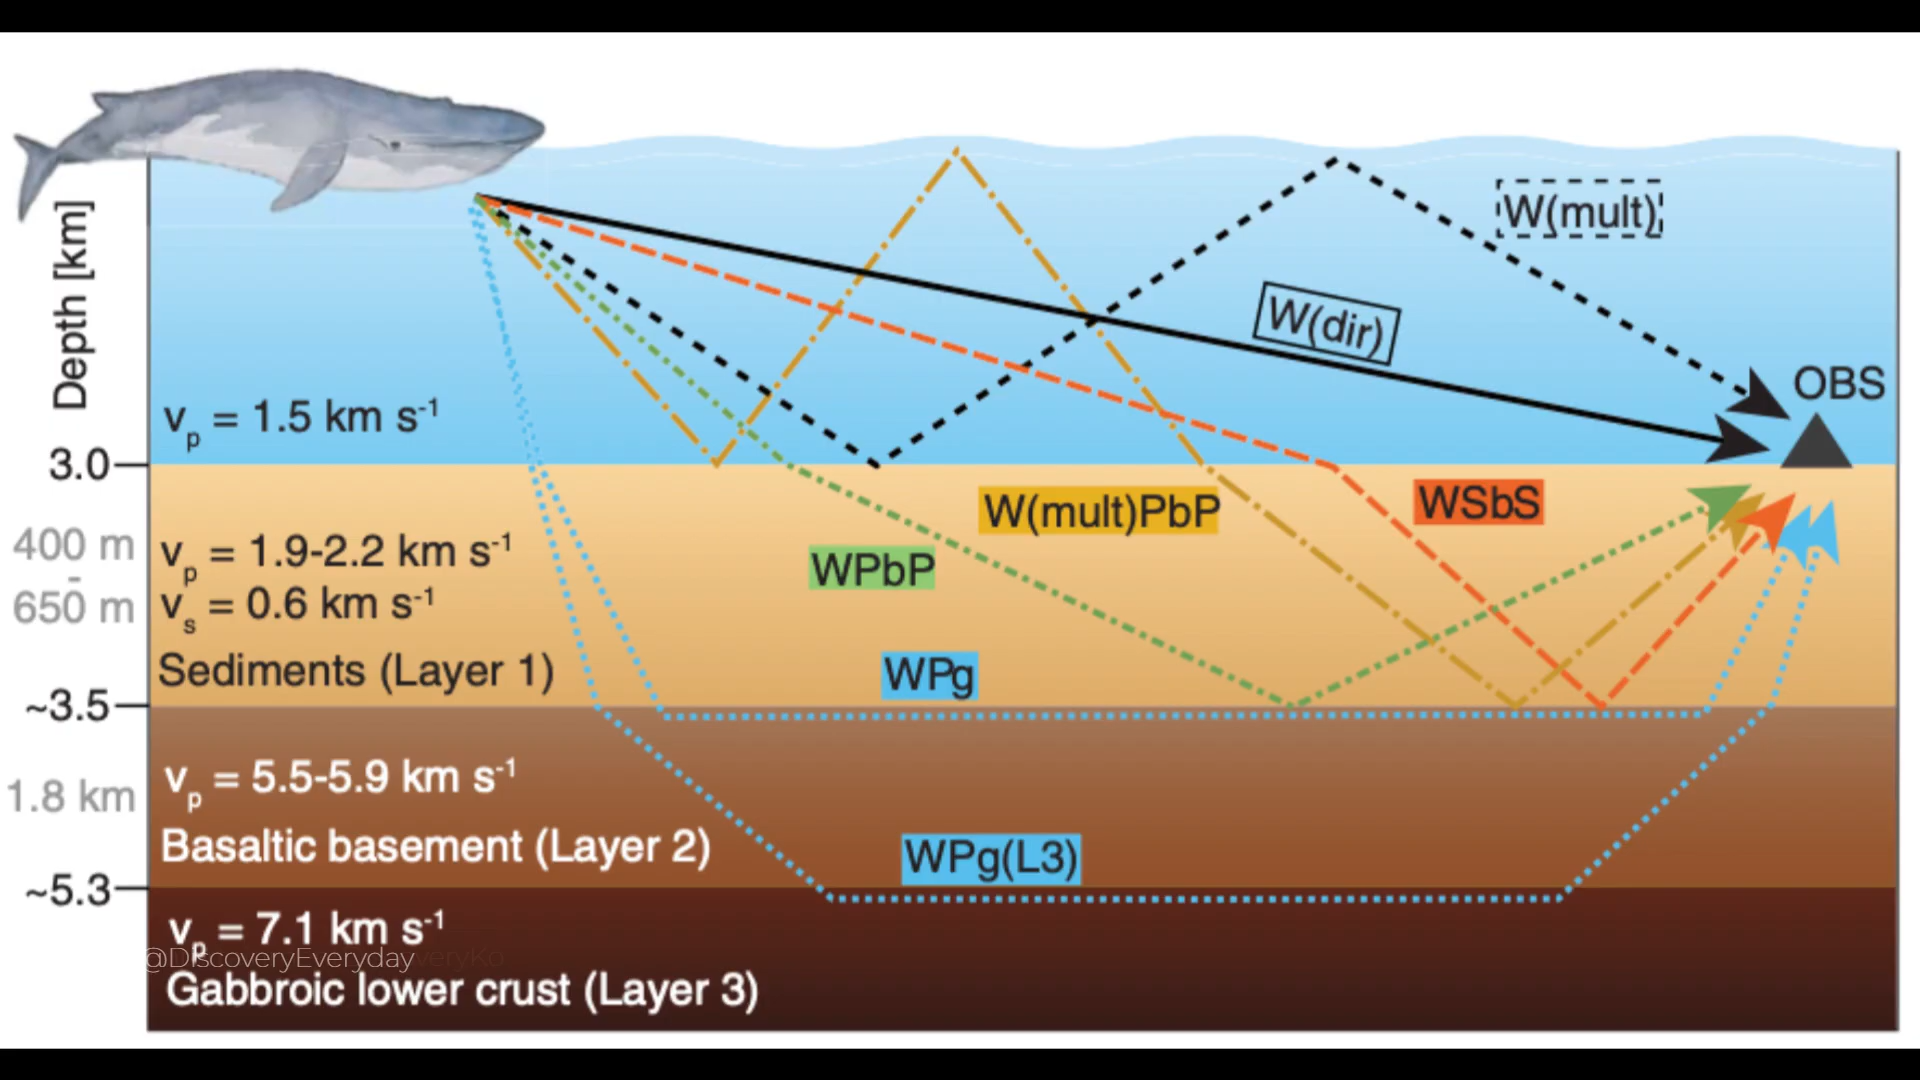 W(mult)
Depth [km]
W(dir)
OBS
vp = 1.5 km s-1
3.0
W(mult)PbP
WSbS
400 m
-
650 m
vp = 1.9-2.2 km s-1
WPbP
vs = 0.6 km s-1
Sediments (Layer 1)
WPg
~3.5
vp = 5.5-5.9 km s-1
1.8 km
Basaltic basement (Layer 2)
WPg(L3)
~5.3
vp = 7.1 km s-1
@DiscoveryEveryday
Gabbroic lower crust (Layer 3)